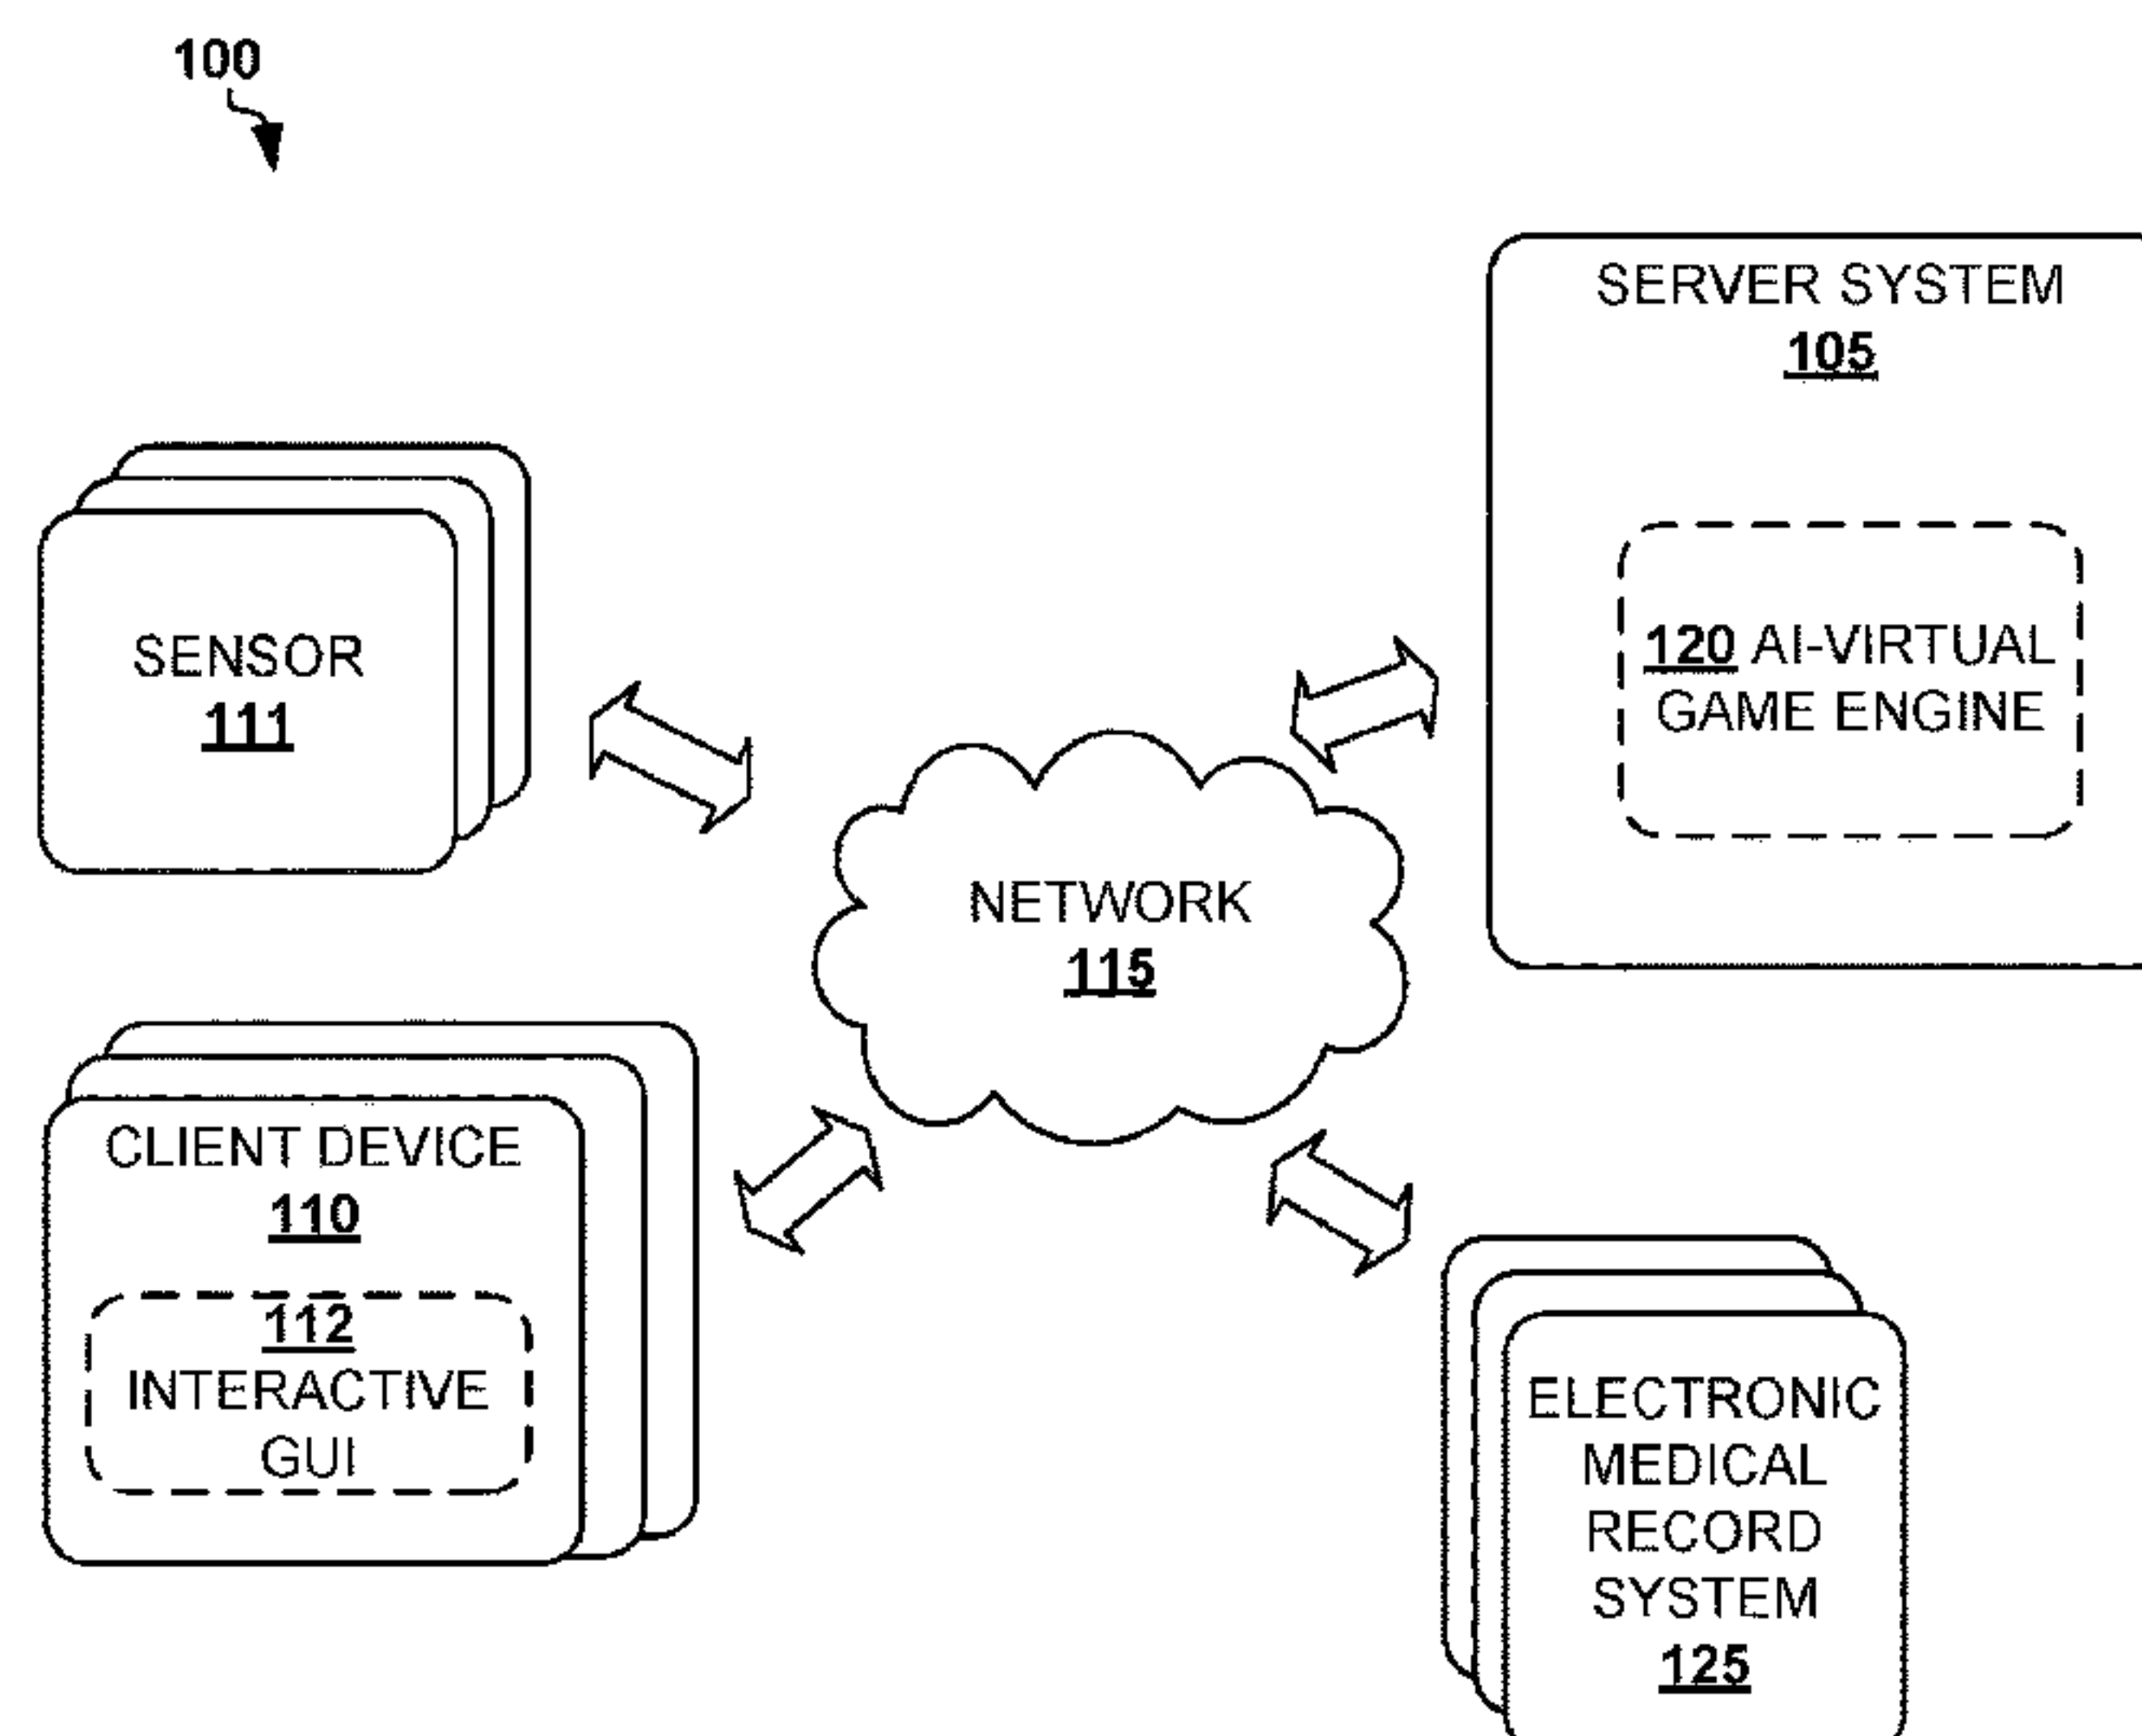 100
SERVER SYSTEM
105
120 AI-VIRTUAL
GAME ENGINE
SENSOR
111
NETWORK
115
CLIENT DEVICE
110
112
INTERACTIVE
GUI
ELECTRONIC
MEDICAL
RECORD
SYSTEM
125